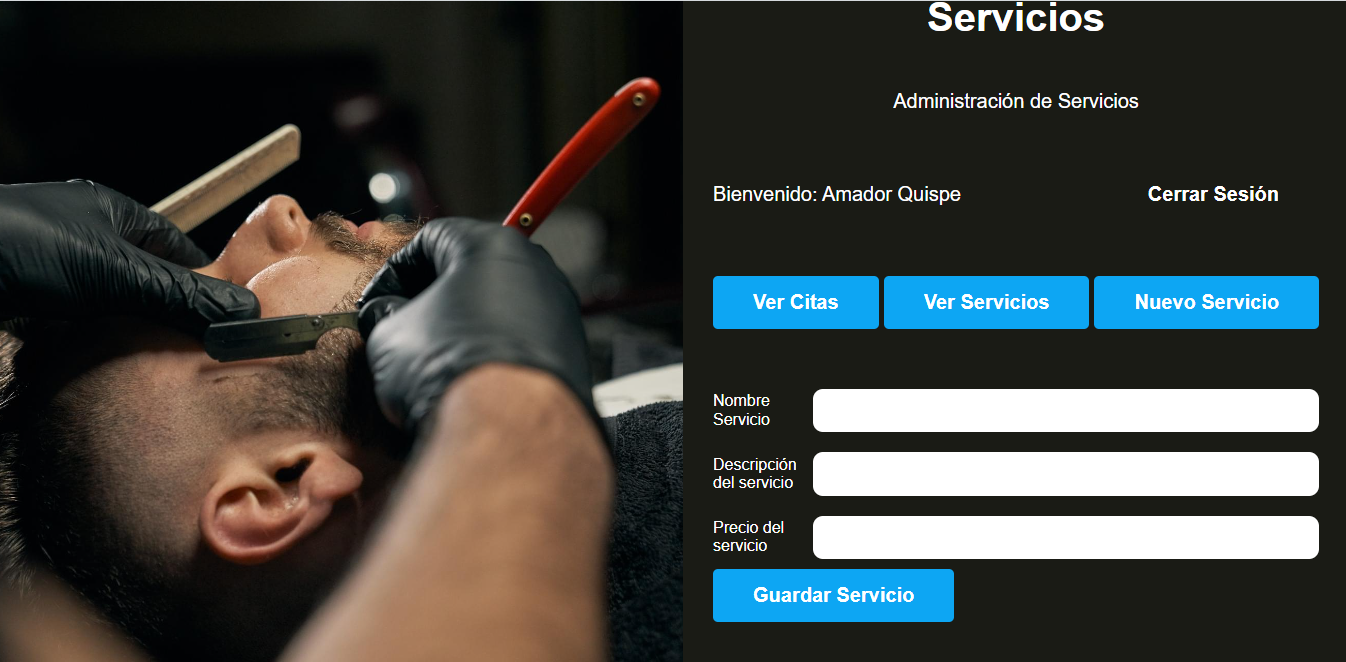 Servicios
Administración de Servicios
Bienvenido: Amador Quispe
Cerrar Sesión
Ver Citas
Ver Servicios
Nuevo Servicio
Nombre
Servicio
Descripción
del servicio
Precio del
servicio
Guardar Servicio